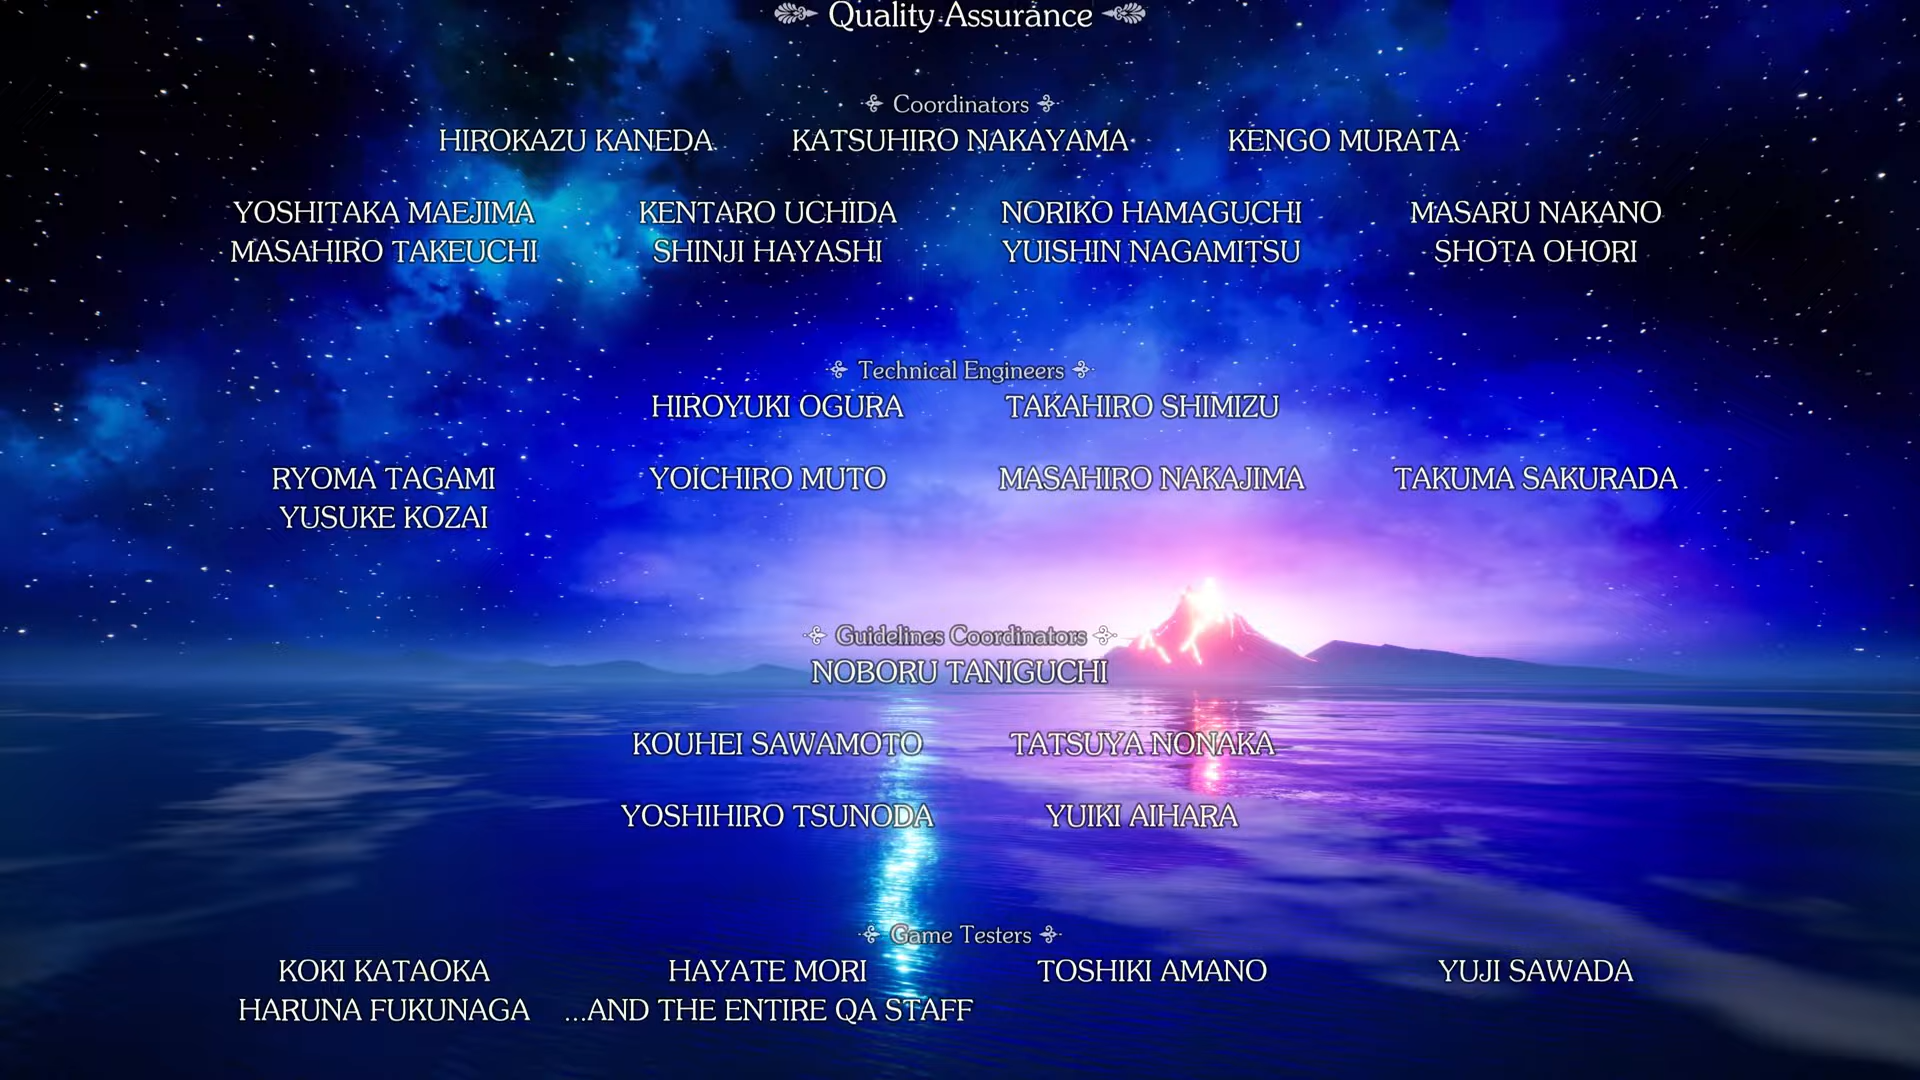 Quality Assurance
Coordinators
HIROKAZU KANEDA KATSUHIRO NAKAYAMA KENGO MURATA
YOSHITAKA MAEJIMA KENTARO UCHIDA NORIKO HAMAGUCHI MASARU NAKANO
MASAHIRO TAKEUCHI SHINJI HAYASHI YUISHIN NAGAMITSU SHOTA OHORI
Technical Engineers
HIROYUKI OGURA TAKAHIRO SHIMIZU
RYOMA TAGAMI YOICHIRO MUTO MASAHIRO NAKAJIMA TAKUMA SAKURADA
YUSUKE KOZAI
Guidelines Coordinators
NOBORU TANIGUCHI
KOUHEI SAWAMOTO TATSUYA NONAKA
YOSHIHIRO TSUNODA YUIKI AIHARA
Game Testers
KOKI KATAOKA HAYATE MORI TOSHIKI AMANO YUJI SAWADA
HARUNA FUKUNAGA ...AND THE ENTIRE QA STAFF